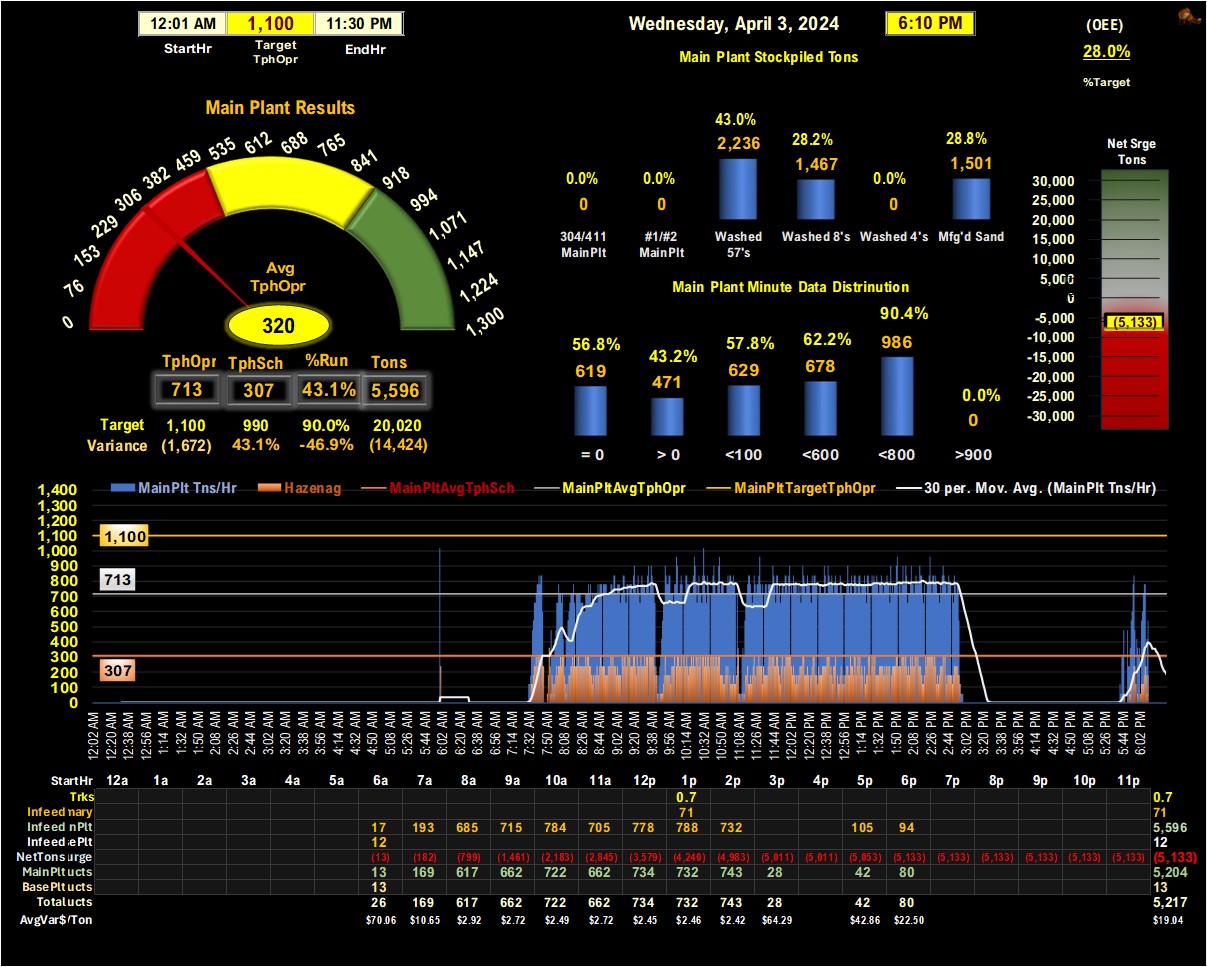 12:01 AM 1,100 11:30 PM
StartHr Target TphOpr EndHr
Wednesday, April 3, 2024 6:10 PM
Main Plant Stockpiled Tons
(OEE)
28.0%
%Target
Main Plant Results
0 76 153 229 306 382 459 535 612 688 765 841 918 994 1,071 1,147 1,224 1,300
Avg
TphOpr
320
TphOpr TphSch %Run Tons
713 307 43.1% 5,596
Target 1,100 990 90.0% 20,020
Variance (1,672) 43.1% -46.9% (14,424)
0.0% 0.0% 43.0% 28.2% 0.0% 28.8%
0 0 2,236 1,467 0 1,501
304/411 #1/#2 Washed Washed 8's Washed 4's Mfg'd Sand
MainPlt MainPlt 57's
Main Plant Minute Data Distrinution
56.8% 43.2% 57.8% 62.2% 90.4% 0.0%
619 471 629 678 986 0
= 0 > 0 <100 <600 <800 >900
Net Srge
Tons
30,000
25,000
20,000
15,000
10,000
5,000
0
-5,000
(5,133)
-10,000
-15,000
-20,000
-25,000
-30,000
MainPlt Tns/Hr Hazenag MainPltAvgTphSch MainPltAvgTphOpr MainPltTargetTphOpr 30 per. Mov. Avg. (MainPlt Tns/Hr)
1,400
1,300
1,200
1,100
1,000
900
800
700
600
500
400
300
200
100
0
1,100
713
307
12:02 AM 12:20 AM 12:38 AM 12:56 AM 1:14 AM 1:32 AM 1:50 AM 2:08 AM 2:26 AM 2:44 AM 3:02 AM 3:20 AM 3:38 AM 3:56 AM 4:14 AM 4:32 AM 4:50 AM 5:08 AM 5:26 AM 5:44 AM 6:02 AM 6:20 AM 6:38 AM 6:56 AM 7:14 AM 7:32 AM 7:50 AM 8:08 AM 8:26 AM 8:44 AM 9:02 AM 9:20 AM 9:38 AM 9:56 AM 10:14 AM 10:32 AM 10:50 AM 11:08 AM 11:26 AM 11:44 AM 12:02 PM 12:20 PM 12:38 PM 12:56 PM 1:14 PM 1:32 PM 1:50 PM 2:08 PM 2:26 PM 2:44 PM 3:02 PM 3:20 PM 3:38 PM 3:56 PM 4:14 PM 4:32 PM 4:50 PM 5:08 PM 5:26 PM 5:44 PM 6:02 PM
StartHr 12a 1a 2a 3a 4a 5a 6a 7a 8a 9a 10a 11a 12p 1p 2p 3p 4p 5p 6p 7p 8p 9p 10p 11p
Trks 0.7 0.7
Infeed mary 71 71
Infeed nPlt 17 193 685 715 784 705 778 788 732 105 94 5,596
Infeed ePlt 12 12
NetTons urge (13) (182) (799) (1,461) (2,183) (2,845) (3,579) (4,240) (4,983) (5,011) (5,011) (5,053) (5,133) (5,133) (5,133) (5,133) (5,133) (5,133) (5,133)
MainPlt ucts 13 169 617 662 722 662 734 732 743 28 42 80 5,204
BasePlt ucts 13 13
Total ucts 26 169 617 662 722 662 734 732 743 28 42 80 5,217
AvgVar$/Ton $70.06 $10.65 $2.92 $2.72 $2.49 $2.72 $2.45 $2.46 $2.42 $64.29 $42.86 $22.50 $19.04